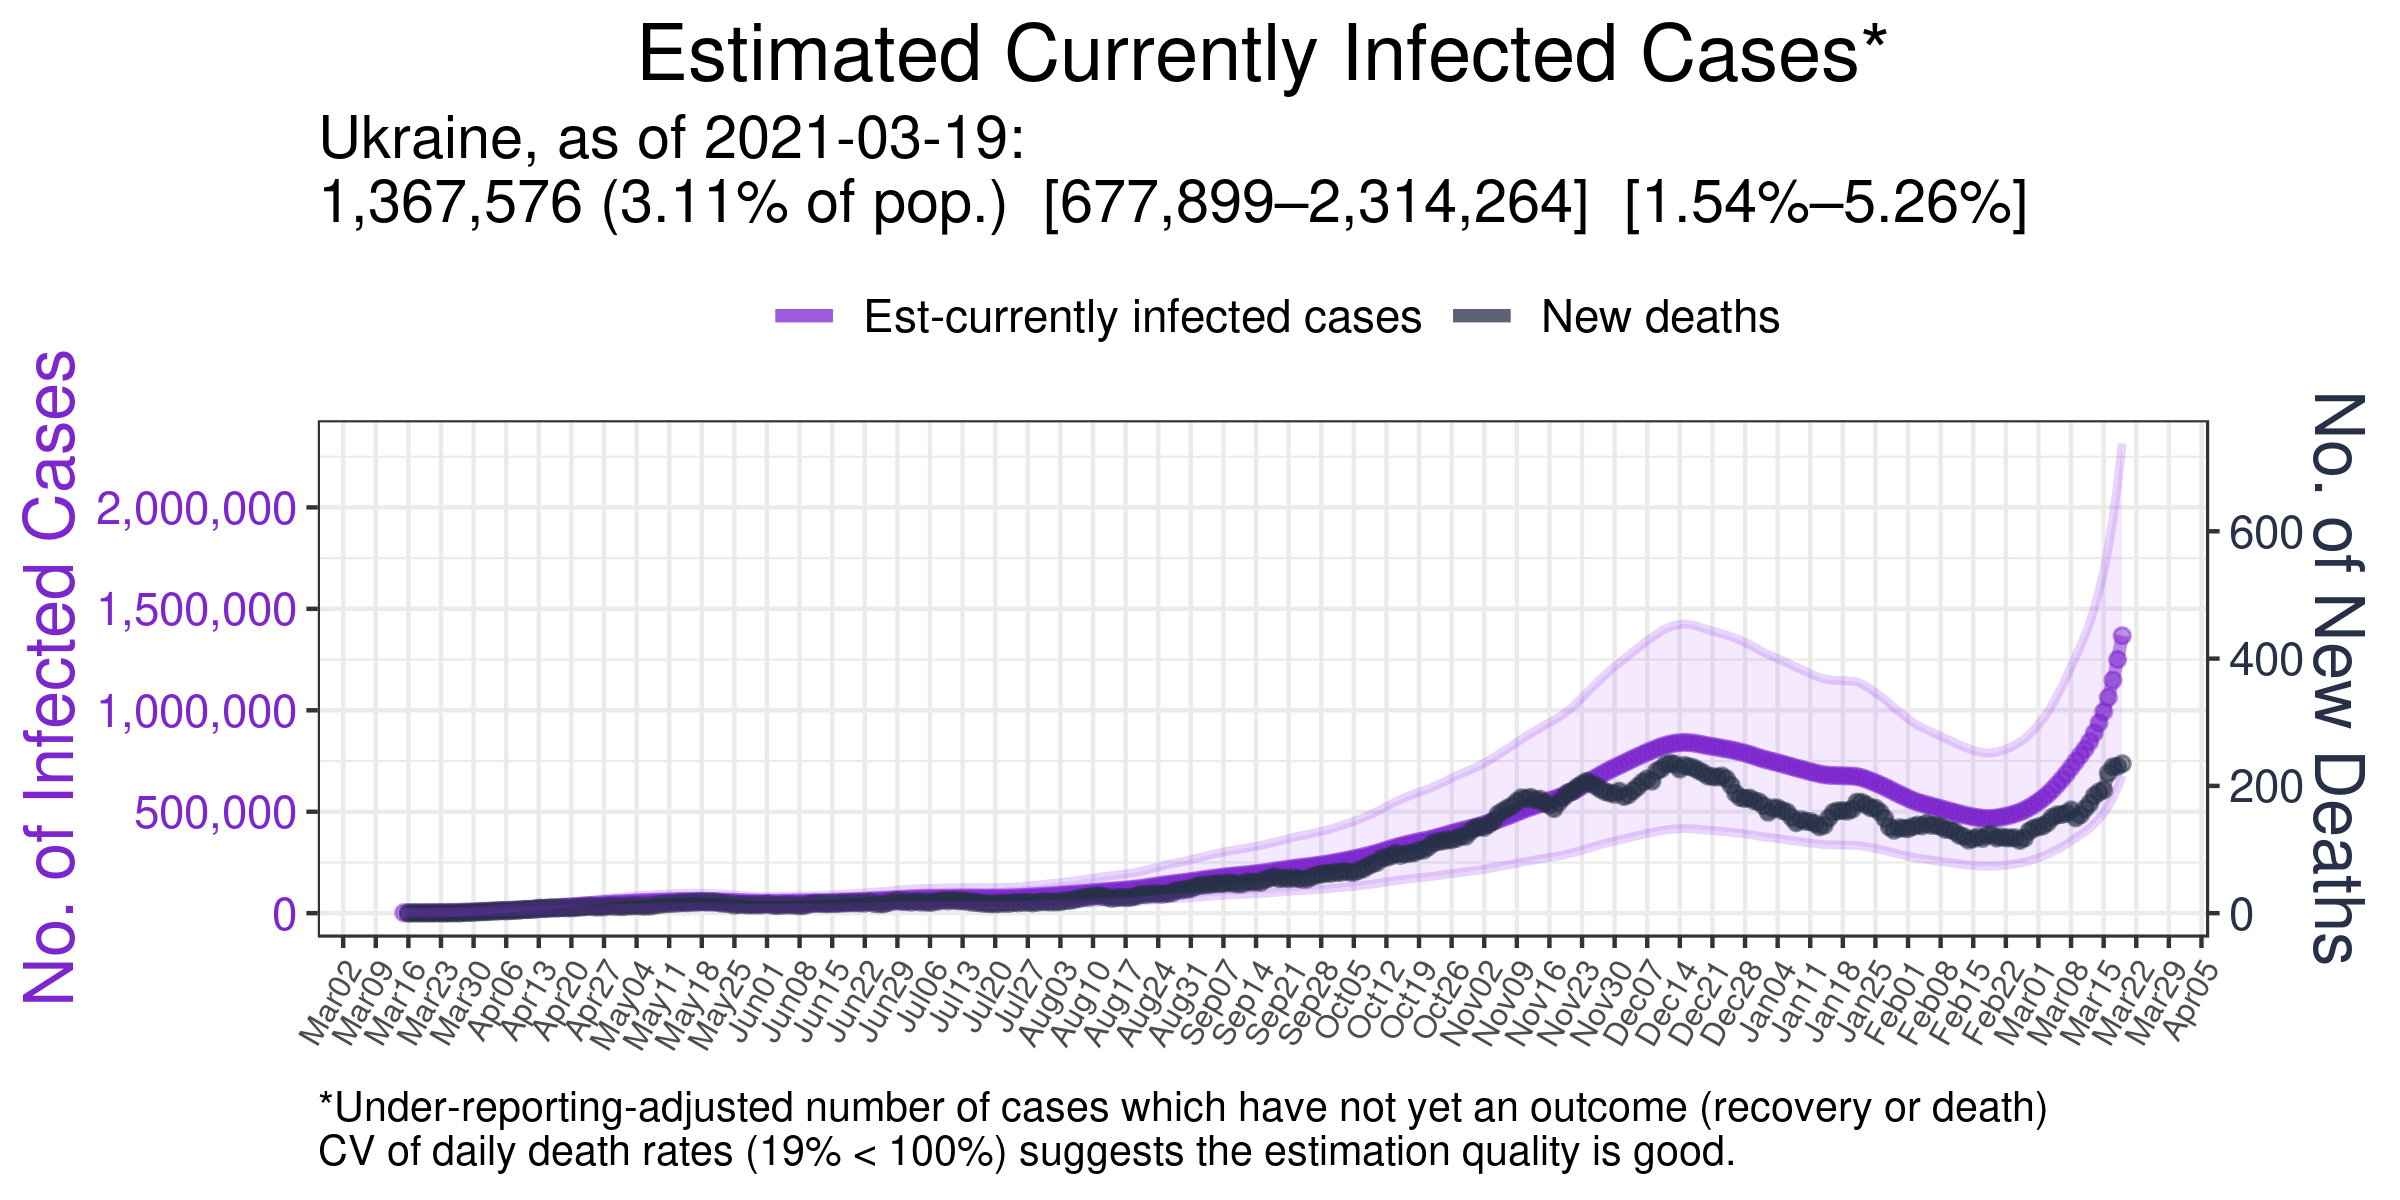 Estimated Currently Infected Cases*
Ukraine, as of 2021-03-19:
1,367,576 (3.11% of pop.) [677,899–2,314,264] [1.54%–5.26%]
Est-currently infected cases New deaths
No. of Infected Cases
2,000,000
1,500,000
1,000,000
500,000
0
600
400
200
0
No. of New Deaths
Mar02 Mar09 Mar16 Mar23 Mar30 Apr06 Apr13 Apr20 Apr27 May04 May11 May18 May25 Jun01 Jun08 Jun15 Jun22 Jun29 Jul06 Jul13 Jul20 Jul27 Aug03 Aug10 Aug17 Aug24 Aug31 Sep07 Sep14 Sep21 Sep28 Oct05 Oct12 Oct19 Oct26 Nov02 Nov09 Nov16 Nov23 Nov30 Dec07 Dec14 Dec21 Dec28 Jan04 Jan11 Jan18 Jan25 Feb01 Feb08 Feb15 Feb22 Mar01 Mar08 Mar15 Mar22 Mar29 Apr05
*Under-reporting-adjusted number of cases which have not yet an outcome (recovery or death)
CV of daily death rates (19% < 100%) suggests the estimation quality is good.